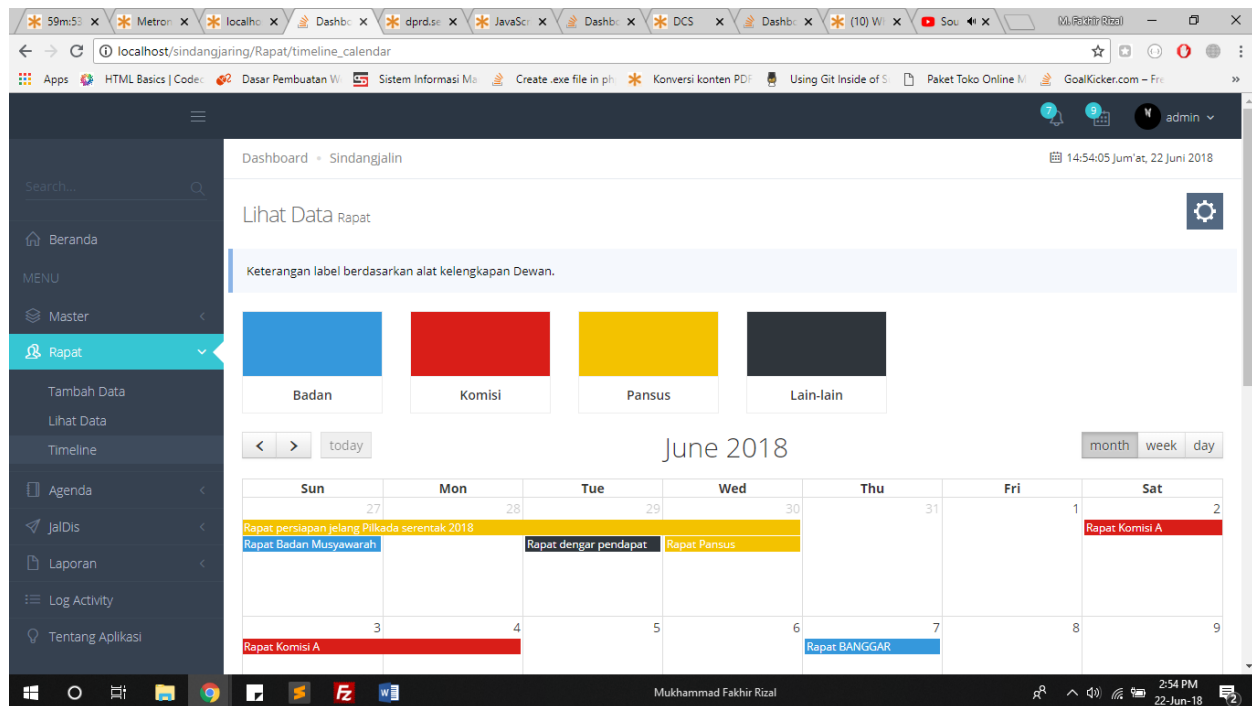 59m:53
Metron
localho
Dashbo
dprd.se
JavaScr
Dashbo
DCS
Dashbo
(10) W
Sou
M. Fakhir Rizal
localhost/sindangjaring/Rapat/timeline_calendar
Apps
HTML Basics | Codec
Dasar Pembuatan W
Sistem Informasi Ma
Create .exe file in ph
Konversi konten PDF
Using Git Inside of S
Paket Toko Online M
GoalKicker.com – Fre
»
7
9
admin
Dashboard
Sindangjalin
14:54:05 Jum'at, 22 Juni 2018
Search...
Beranda
MENU
Master
Rapat
Tambah Data
Lihat Data
Timeline
Agenda
JalDis
Laporan
Log Activity
Tentang Aplikasi
Lihat Data Rapat
Keterangan label berdasarkan alat kelengkapan Dewan.
Badan
Komisi
Pansus
Lain-lain
today
June 2018
month week day
Sun Mon Tue Wed Thu Fri Sat
27 28 29 30 31 1 2
Rapat persiapan jelang Pilkada serentak 2018
Rapat Komisi A
Rapat Badan Musyawarah
Rapat dengar pendapat
Rapat Pansus
3 4 5 6 7 8 9
Rapat Komisi A
Rapat BANGGAR
Mukhammad Fakhir Rizal
2:54 PM
22-Jun-18
2